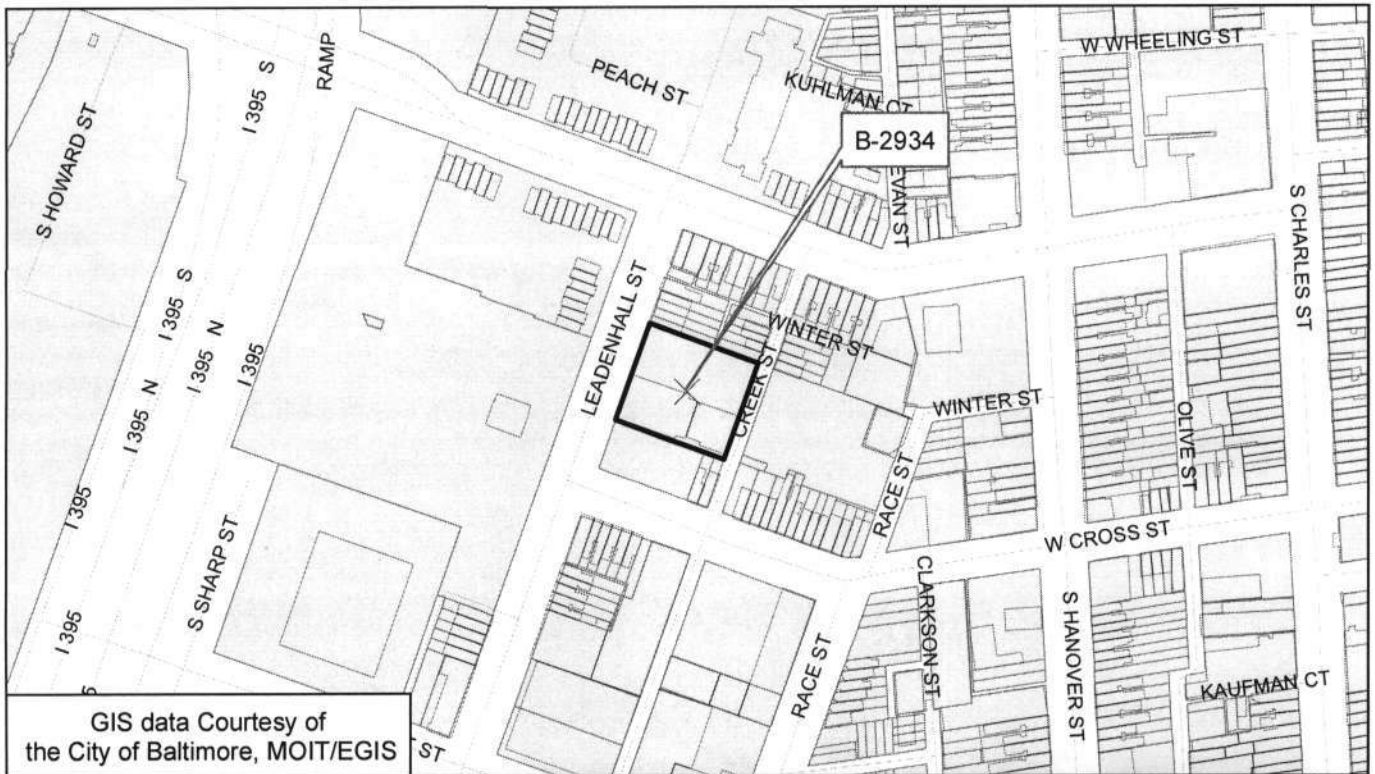 W WHEELING ST
RAMP
PEACH ST
KUHLMAN CT
I 395 S
S HOWARD ST
B-2934
EVAN ST
S CHARLES ST
LEADENHALL ST
WINTER ST
I 395 S
I 395 N
I 395
I 395 N
CREEK ST
WINTER ST
OLIVE ST
RACE ST
I 395
W CROSS ST
S SHARP ST
CLARKSON ST
S HANOVER ST
I 395
RACE ST
KAUFMAN CT
GIS data Courtesy of
the City of Baltimore, MOIT/EGIS
ST